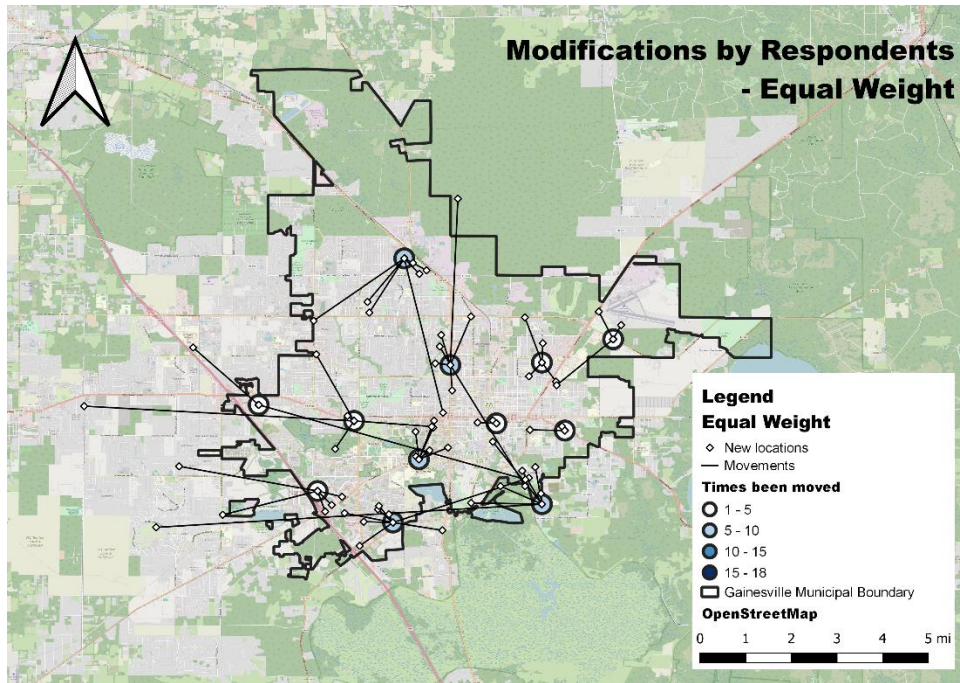 Modifications by Respondents
- Equal Weight
Legend
Equal Weight
New locations
Movements
Times been moved
1 - 5
5 - 10
10 - 15
15 - 18
Gainesville Municipal Boundary
OpenStreetMap
0 1 2 3 4 5 mi